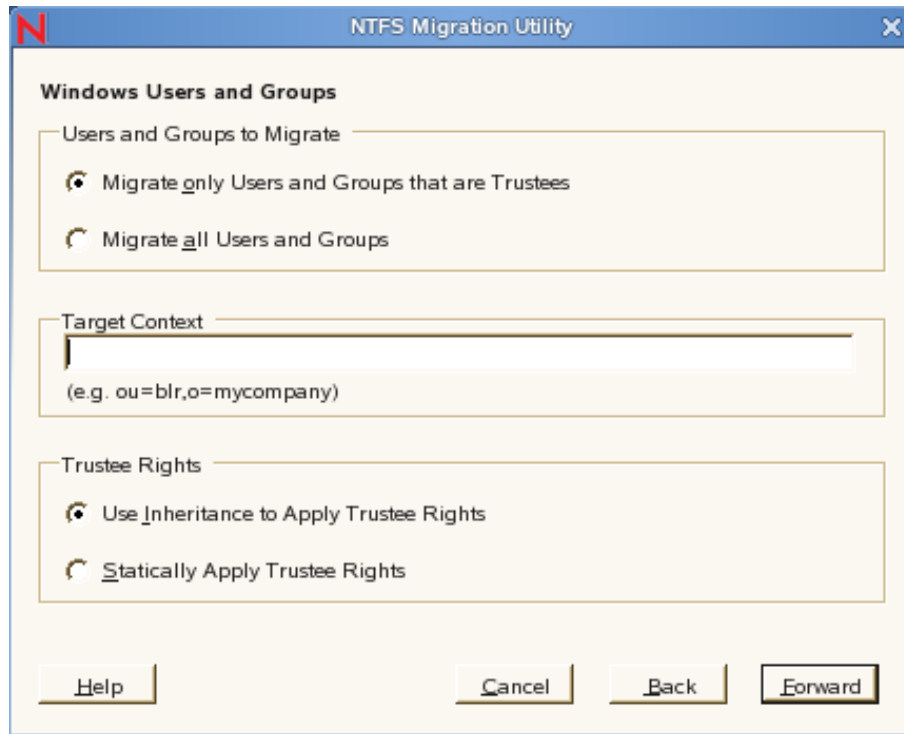 N
NTFS Migration Utility
Windows Users and Groups
Users and Groups to Migrate
Migrate only Users and Groups that are Trustees
Migrate all Users and Groups
Target Context
(e.g. ou=blr,o=mycompany)
Trustee Rights
Use Inheritance to Apply Trustee Rights
Statically Apply Trustee Rights
Help Cancel Back Forward